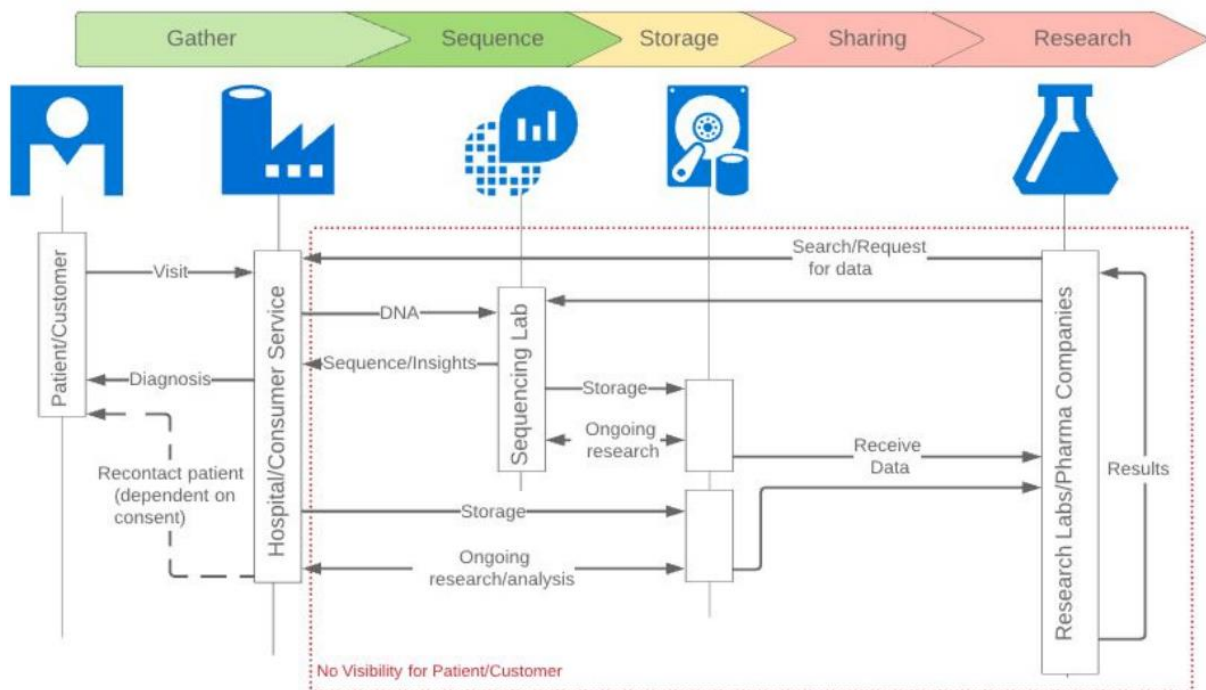 Gather
Sequence
Storage
Sharing
Research
Patient/Customer
Hospital/Consumer Service
Sequencing Lab
Research Labs/Pharma Companies
Search/Request
for data
Visit
DNA
Sequence/Insights
Diagnosis
Storage
Ongoing
research
Receive
Data
Results
Recontact patient
(dependent on
consent)
Storage
Ongoing
research/analysis
No Visibility for Patient/Customer